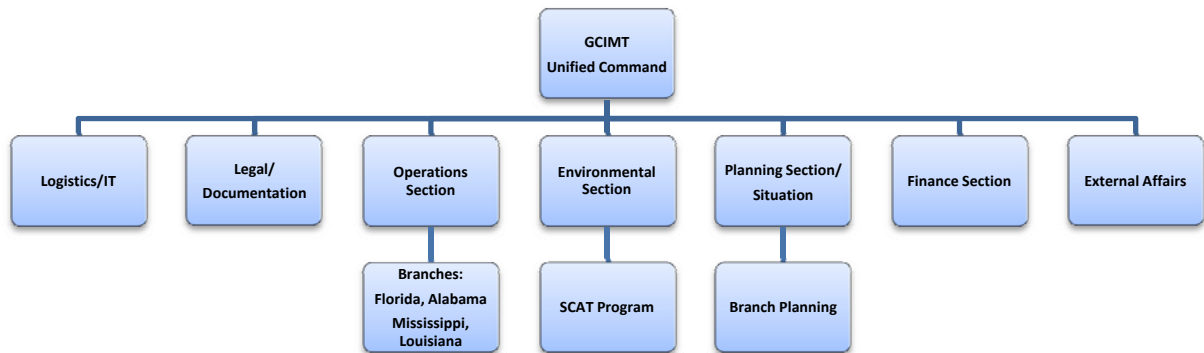 GCIMT
Unified Command
Logistics/IT
Legal/
Documentation
Operations
Section
Environmental
Section
Planning Section/
Situation
Finance Section
External Affairs
Branches:
Florida, Alabama
Mississippi,
Louisiana
SCAT Program
Branch Planning